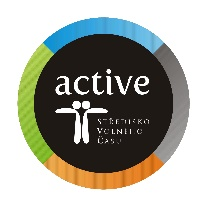 active
STŘEDISKO
VOLNÉHO
ČASU